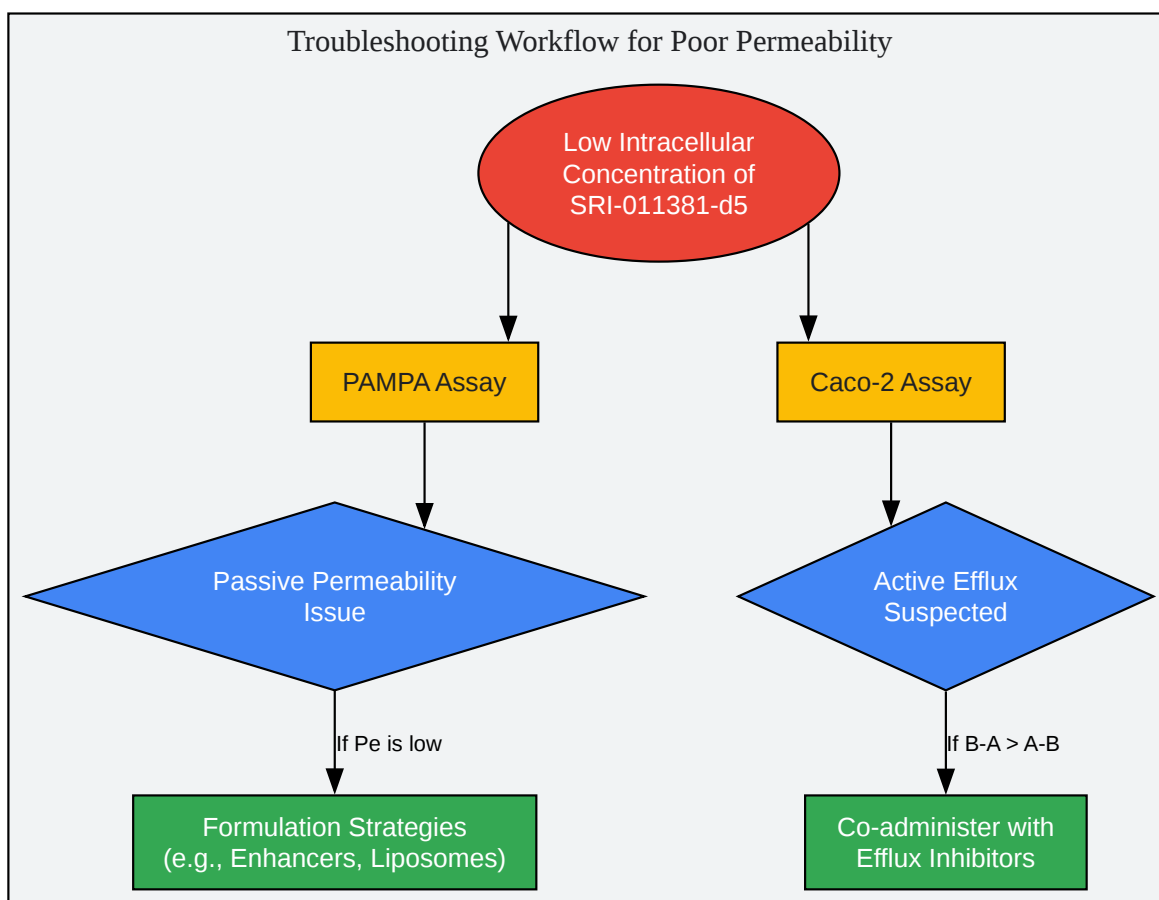 Troubleshooting Workflow for Poor Permeability
Low Intracellular
Concentration of
SRI-011381-d5
PAMPA Assay
Caco-2 Assay
Passive Permeability
Issue
Active Efflux
Suspected
If Pe is low
If B-A > A-B
Formulation Strategies
(e.g., Enhancers, Liposomes)
Co-administer with
Efflux Inhibitors